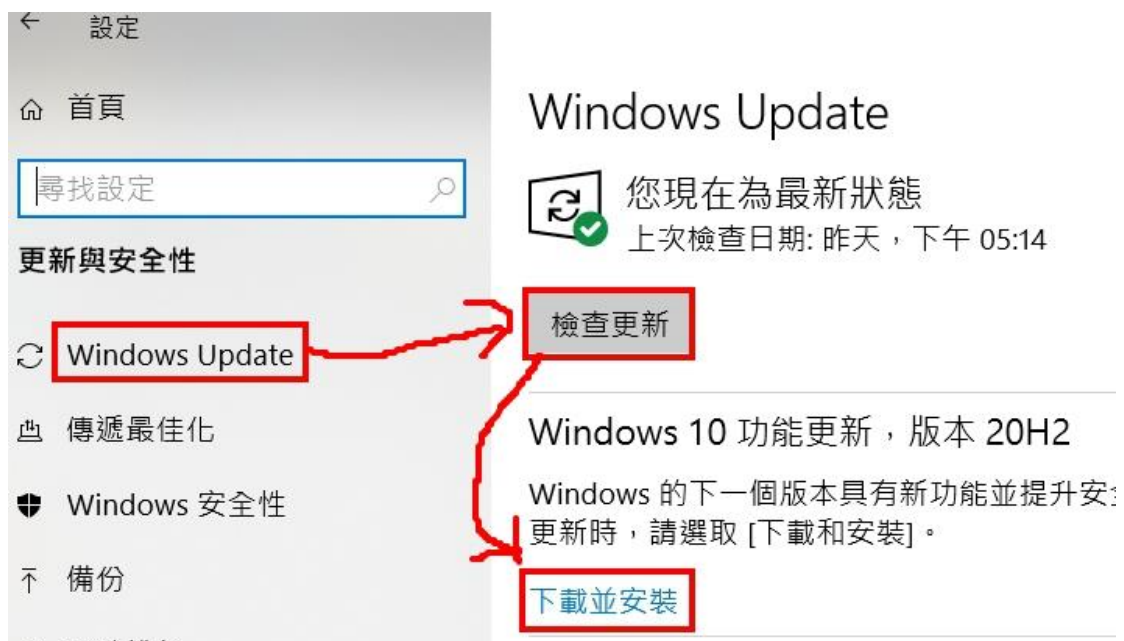 設定
首頁
尋找設定
更新與安全性
Windows Update
傳遞最佳化
Windows 安全性
備份
Windows Update
您現在為最新狀態
上次檢查日期: 昨天，下午 05:14
檢查更新
Windows 10 功能更新，版本 20H2
Windows 的下一個版本具有新功能並提升安
更新時，請選取 [下載和安裝]。
下載並安裝